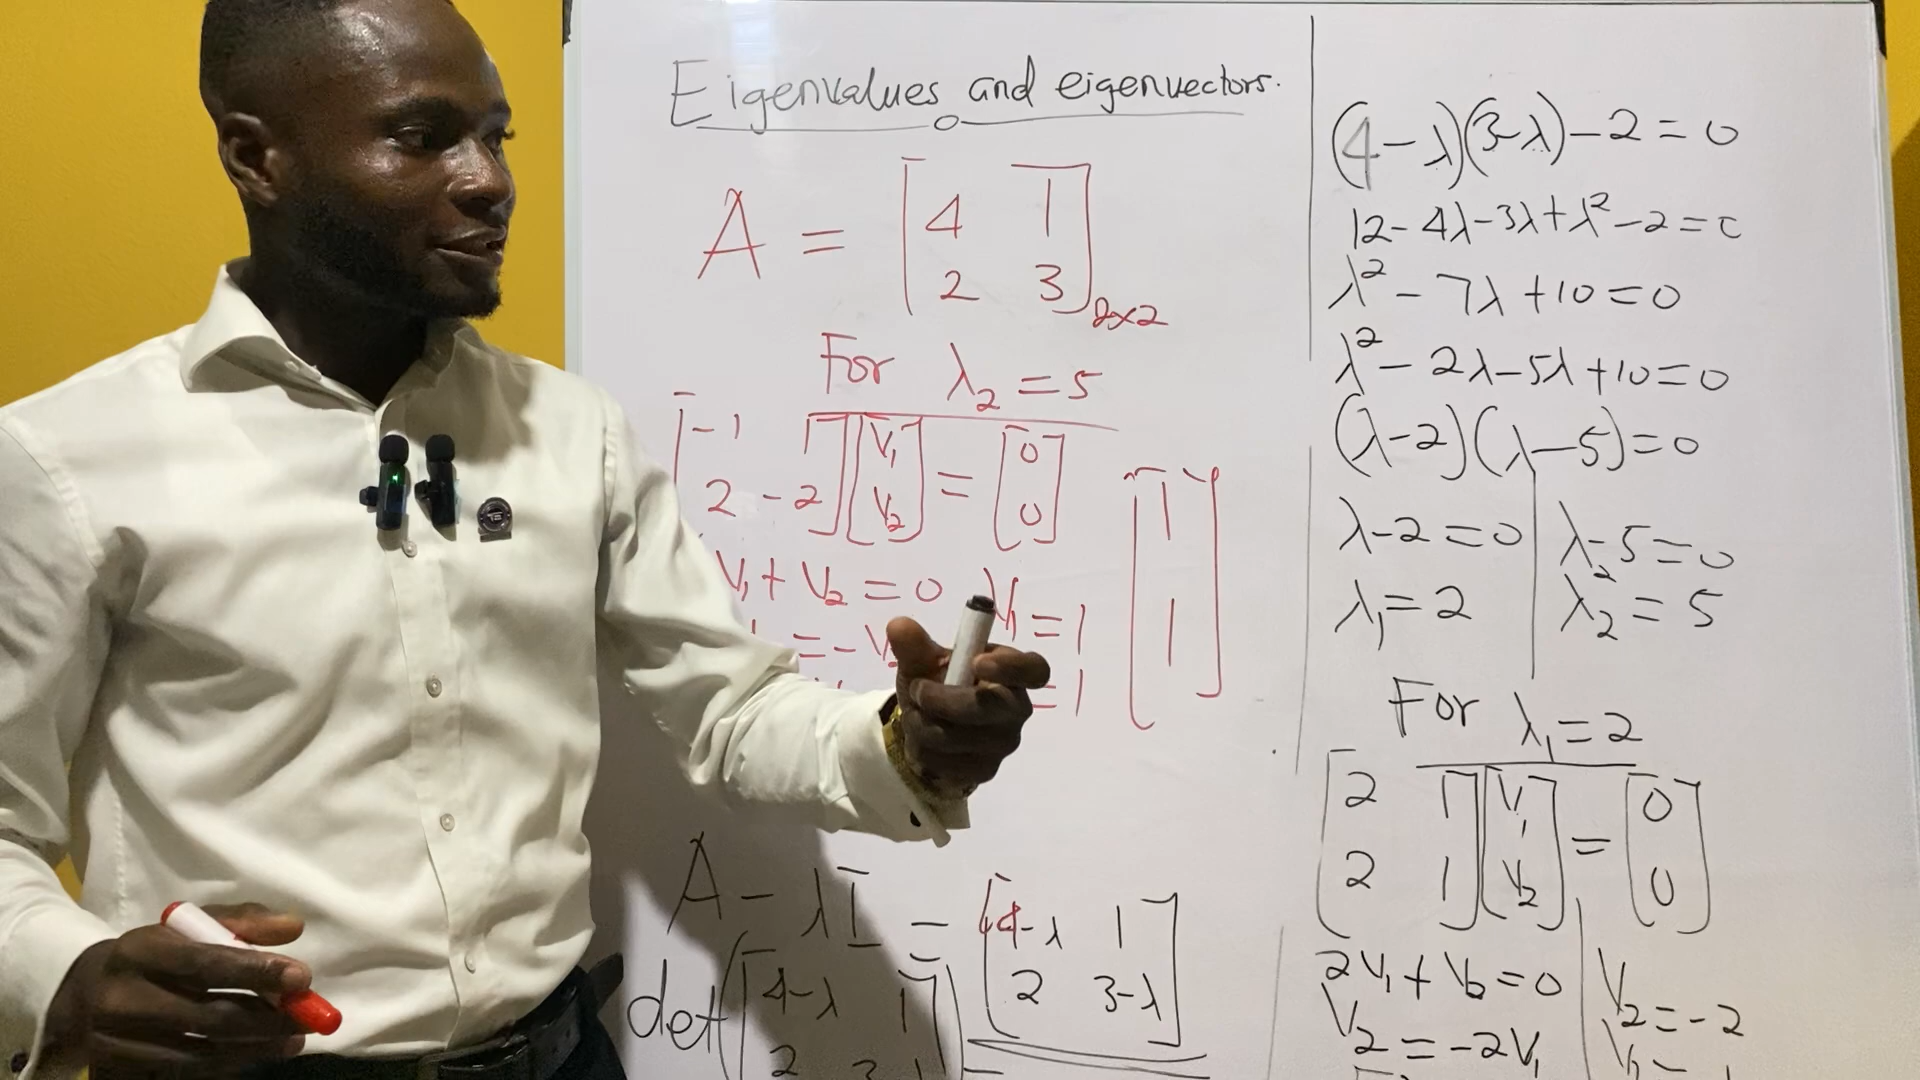 Eigenvalues and eigenvectors.
A = [4 1
2 3] 2x2
For λ2 = 5
[-1 1
2 -2] [V1
V2] = [0
0]
V1 + V2 = 0
= -V
V1 = 1
= 1
[1
1]
A - λI = [4-λ 1
2 3-λ]
det([4-λ 1
2
(4-λ)(3-λ)-2=0
12-4λ-3λ+λ²-2=0
λ²-7λ+10=0
λ²-2λ-5λ+10=0
(λ-2)(λ-5)=0
λ-2=0
λ1=2
λ-5=0
λ2=5
For λ1=2
[2 1
2 1] [V1
V2] = [0
0]
2V1+V2=0
V2=-2V1
V2=-2